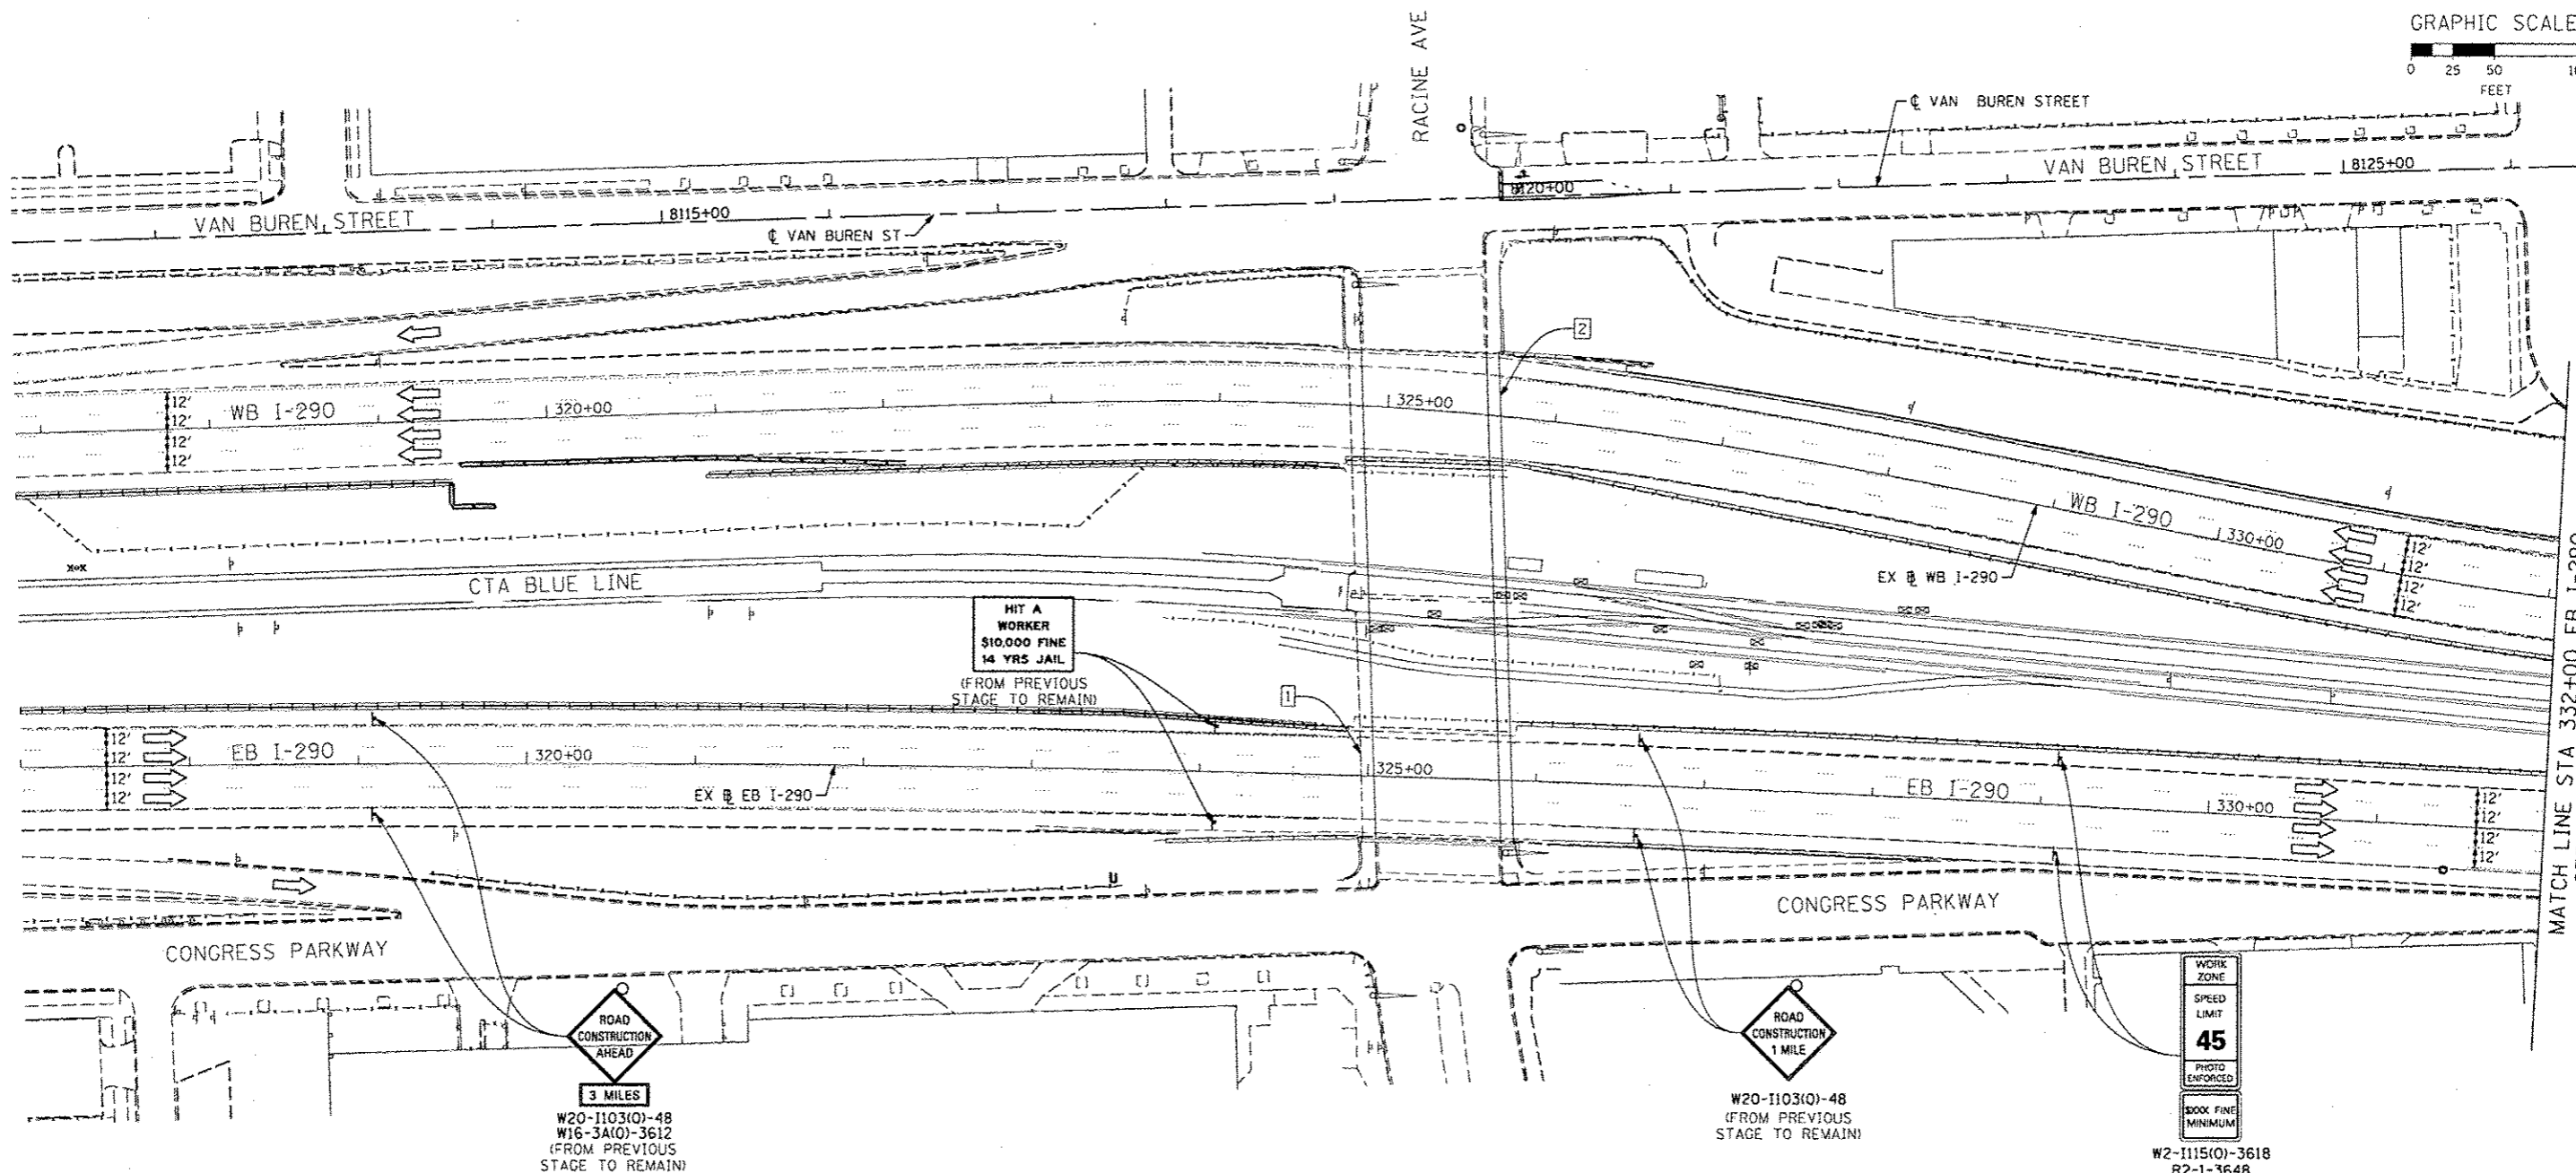 GRAPHIC SCALE
0 25 50
FEET
RACINE AVE
℄ VAN BUREN STREET
VAN BUREN STREET
8125+00
8120+00
VAN BUREN STREET
8115+00
℄ VAN BUREN ST
2
12'
12'
12'
12'
WB I-290
320+00
325+00
WB I-290
330+00
12'
12'
12'
12'
EX ℄ WB I-290
CTA BLUE LINE
HIT A
WORKER
$10,000 FINE
14 YRS JAIL
(FROM PREVIOUS
STAGE TO REMAIN)
1
12'
12'
12'
12'
EB I-290
320+00
EX ℄ EB I-290
325+00
EB I-290
330+00
12'
12'
12'
12'
MATCH LINE STA 332+00 EB I-290
CONGRESS PARKWAY
CONGRESS PARKWAY
ROAD
CONSTRUCTION
AHEAD
3 MILES
W20-I103(O)-48
W16-3A(O)-3612
(FROM PREVIOUS
STAGE TO REMAIN)
ROAD
CONSTRUCTION
1 MILE
W20-I103(O)-48
(FROM PREVIOUS
STAGE TO REMAIN)
WORK
ZONE
SPEED
LIMIT
45
PHOTO
ENFORCED
$XXX FINE
MINIMUM
W2-I115(O)-3618
R2-1-3648